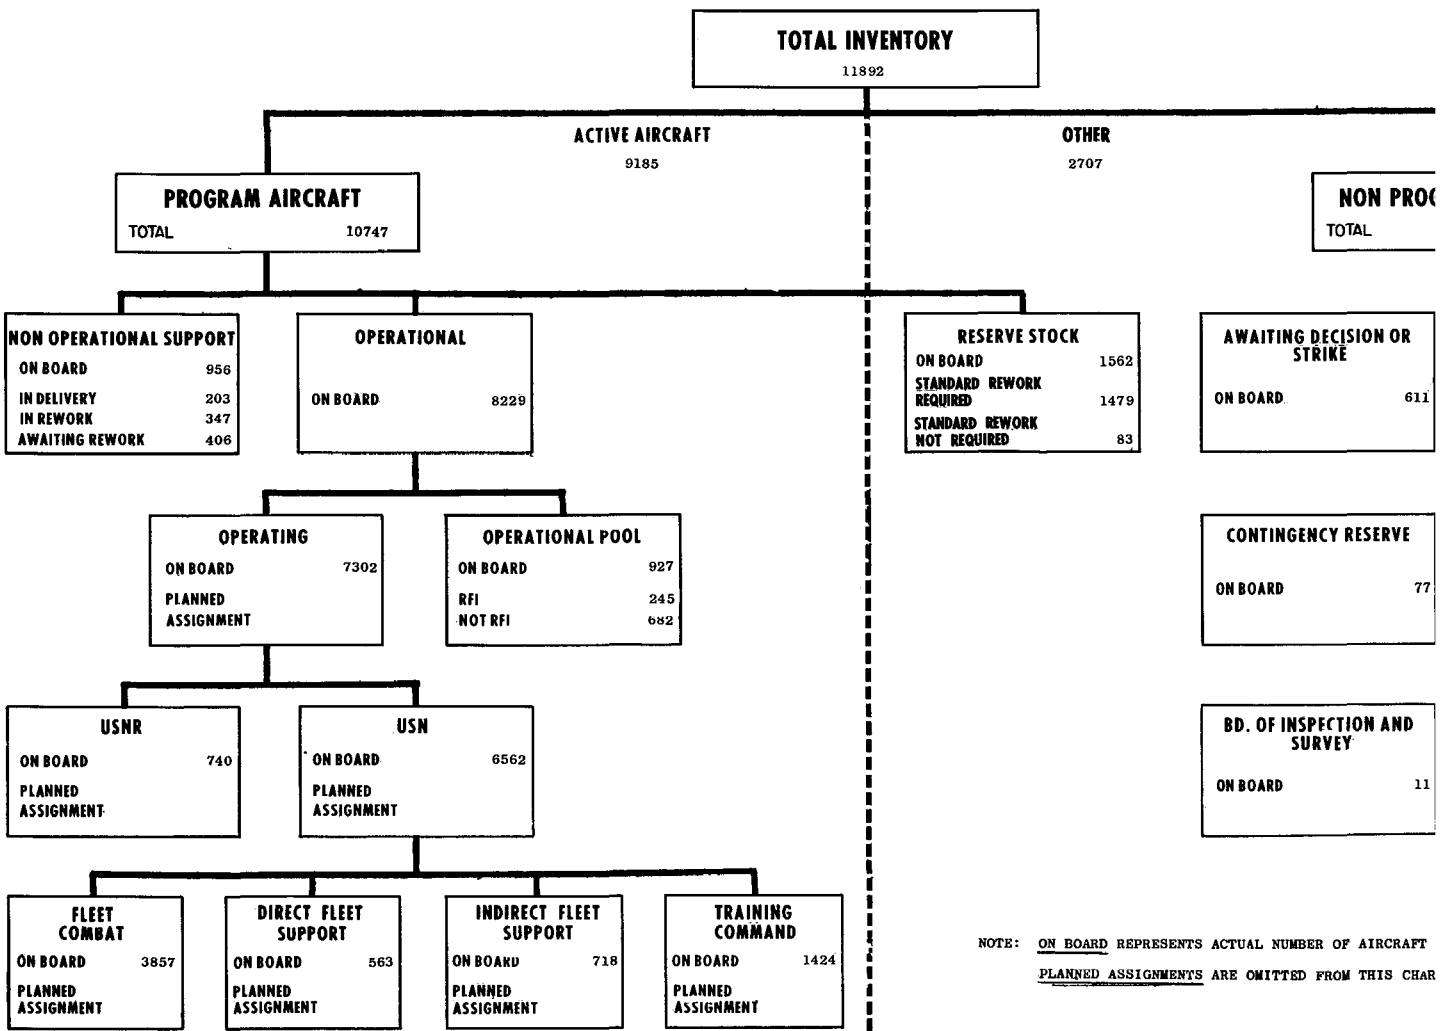 TOTAL INVENTORY
11892
ACTIVE AIRCRAFT
9185
OTHER
2707
PROGRAM AIRCRAFT
TOTAL 10747
NON PROG
TOTAL
NON OPERATIONAL SUPPORT
ON BOARD 956
IN DELIVERY 203
IN REWORK 347
AWAITING REWORK 406
OPERATIONAL
ON BOARD 8229
RESERVE STOCK
ON BOARD 1562
STANDARD REWORK
REQUIRED 1479
STANDARD REWORK
NOT REQUIRED 83
AWAITING DECISION OR
STRIKE
ON BOARD 611
OPERATING
ON BOARD 7302
PLANNED
ASSIGNMENT
OPERATIONAL POOL
ON BOARD 927
RFI 245
NOT RFI 682
CONTINGENCY RESERVE
ON BOARD 77
USNR
ON BOARD 740
PLANNED
ASSIGNMENT
USN
ON BOARD 6562
PLANNED
ASSIGNMENT
BD. OF INSPECTION AND
SURVEY
ON BOARD 11
FLEET
COMBAT
ON BOARD 3857
PLANNED
ASSIGNMENT
DIRECT FLEET
SUPPORT
ON BOARD 563
PLANNED
ASSIGNMENT
INDIRECT FLEET
SUPPORT
ON BOARD 718
PLANNED
ASSIGNMENT
TRAINING
COMMAND
ON BOARD 1424
PLANNED
ASSIGNMENT
NOTE: ON BOARD REPRESENTS ACTUAL NUMBER OF AIRCRAFT
PLANNED ASSIGNMENTS ARE OMITTED FROM THIS CHAR